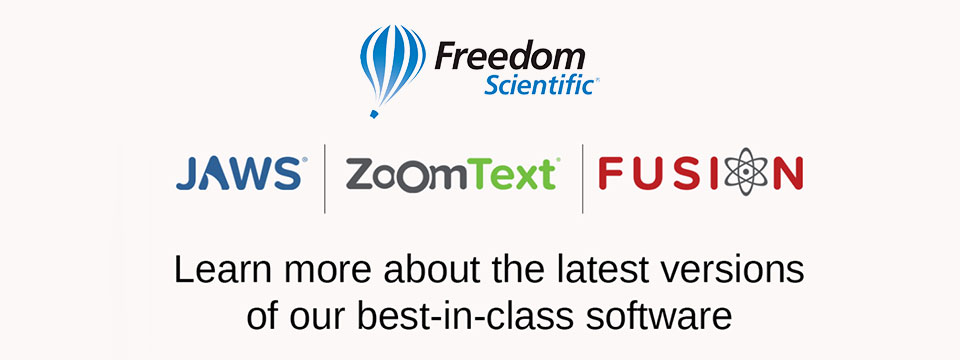 Freedom
Scientific®
JAWS® ZoomText® FUSION
Learn more about the latest versions
of our best-in-class software